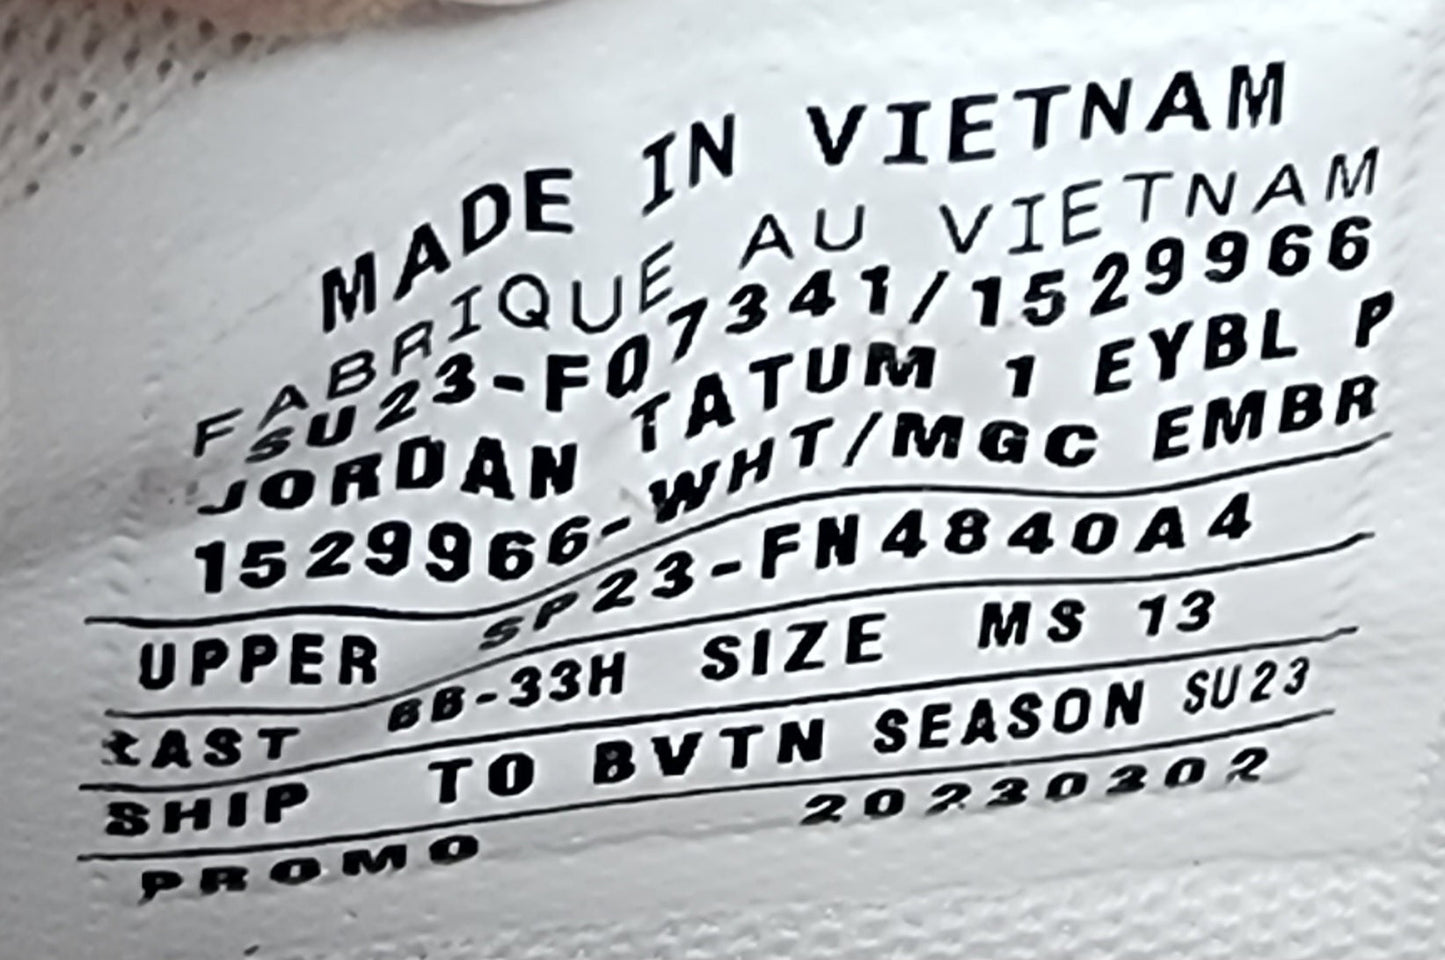 MADE IN VIETNAM
FABRIQUE AU VIETNAM
SU23-FQ7341/1529966
JORDAN TATUM 1 EYBL P
1529966-WHT/MGC EMBR
UPPER SP23-FN4840A4
LAST BB-33H SIZE MS 13
SHIP TO BVTN SEASON SU23
PROMO 20230302